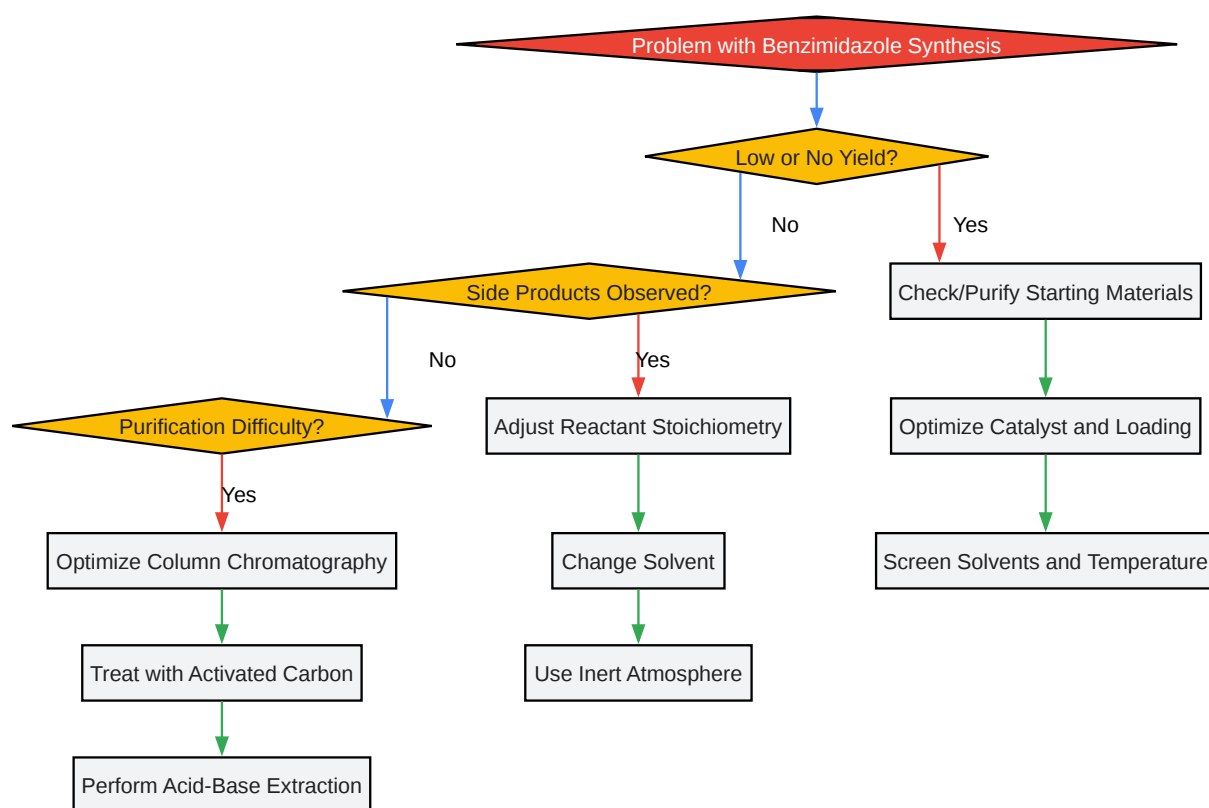 Problem with Benzimidazole Synthesis
Low or No Yield?
No
Yes
Side Products Observed?
Check/Purify Starting Materials
No
Yes
Purification Difficulty?
Adjust Reactant Stoichiometry
Optimize Catalyst and Loading
Yes
Optimize Column Chromatography
Change Solvent
Screen Solvents and Temperature
Treat with Activated Carbon
Use Inert Atmosphere
Perform Acid-Base Extraction